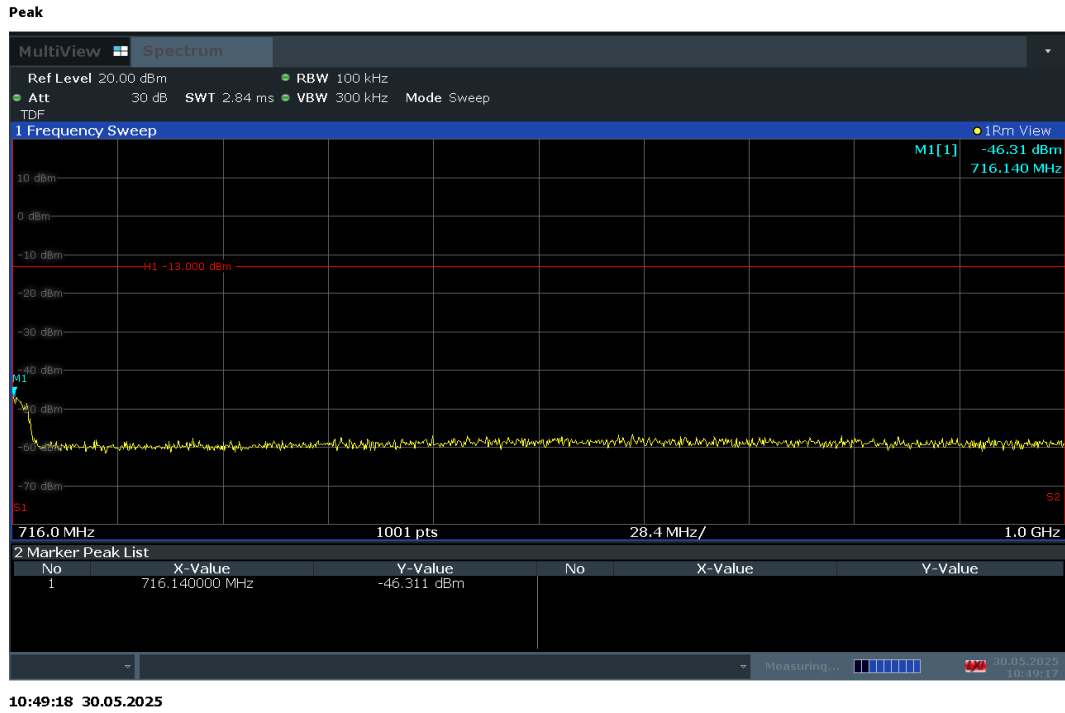 Peak
MultiView Spectrum
Ref Level 20.00 dBm RBW 100 kHz
Att 30 dB SWT 2.84 ms VBW 300 kHz Mode Sweep
TDF
1 Frequency Sweep 1Rm View
M1[1] -46.31 dBm
716.140 MHz
10 dBm
0 dBm
-10 dBm
H1 -13.000 dBm
-20 dBm
-30 dBm
-40 dBm
M1
-50 dBm
-60 dBm
-70 dBm
S1 S2
716.0 MHz 1001 pts 28.4 MHz/ 1.0 GHz
2 Marker Peak List
No X-Value Y-Value No X-Value Y-Value
1 716.140000 MHz -46.311 dBm
Measuring... 30.05.2025
10:49:17
10:49:18 30.05.2025